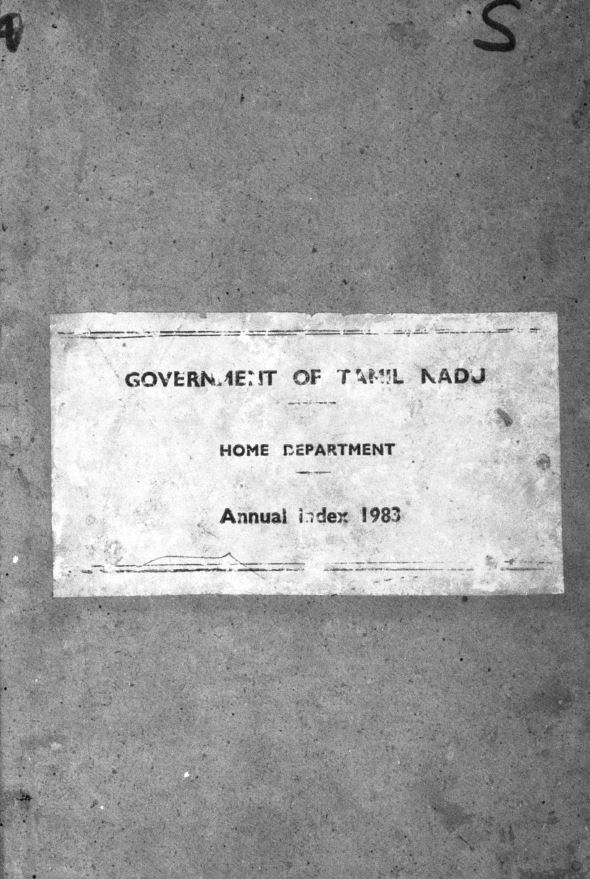 S
GOVERNMENT OF TAMIL NADU
HOME DEPARTMENT
Annual Index 1983